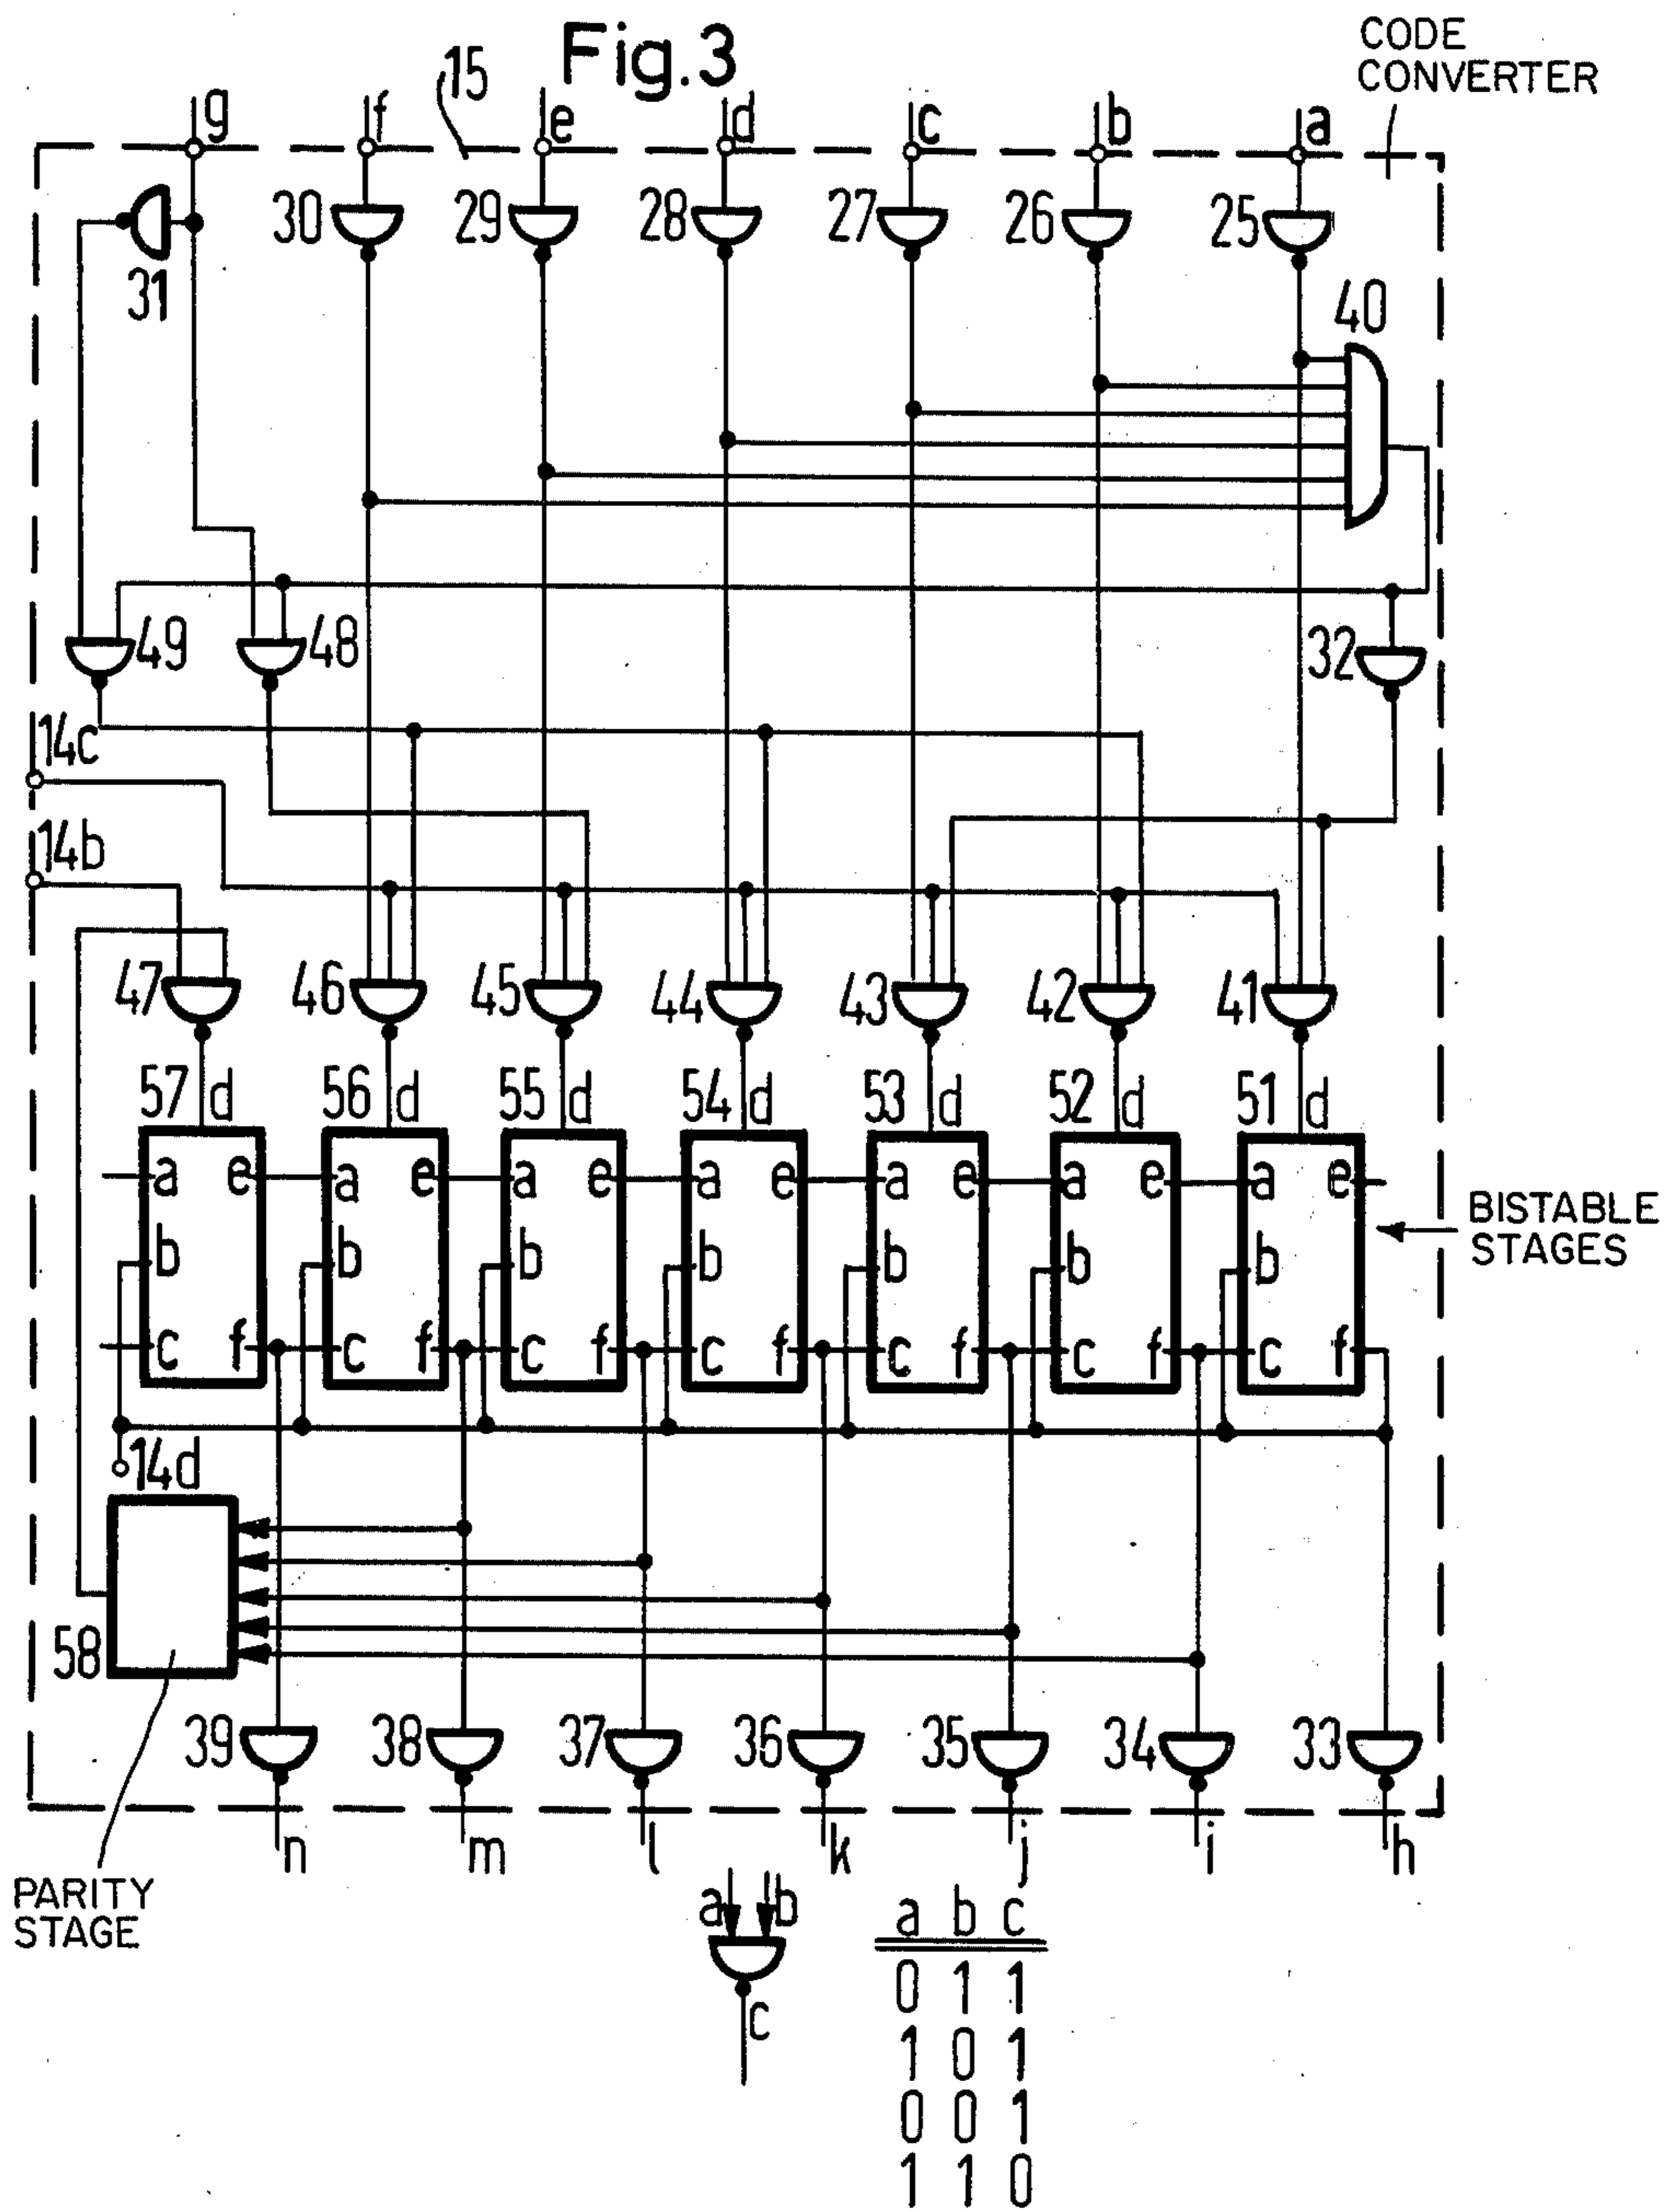 Fig.3
CODE
CONVERTER
15
g f e d c b a
30 29 28 27 26 25
31
40
49 48 32
14c
14b
47 46 45 44 43 42 41
57 d 56 d 55 d 54 d 53 d 52 d 51 d
a e a e a e a e a e a e a e
b b b b b b b
BISTABLE
STAGES
c f c f c f c f c f c f c f
14d
58
39 38 37 36 35 34 33
n m l k j i h
PARITY
STAGE
a b
c
a b c
0 1 1
1 0 1
0 0 1
1 1 0